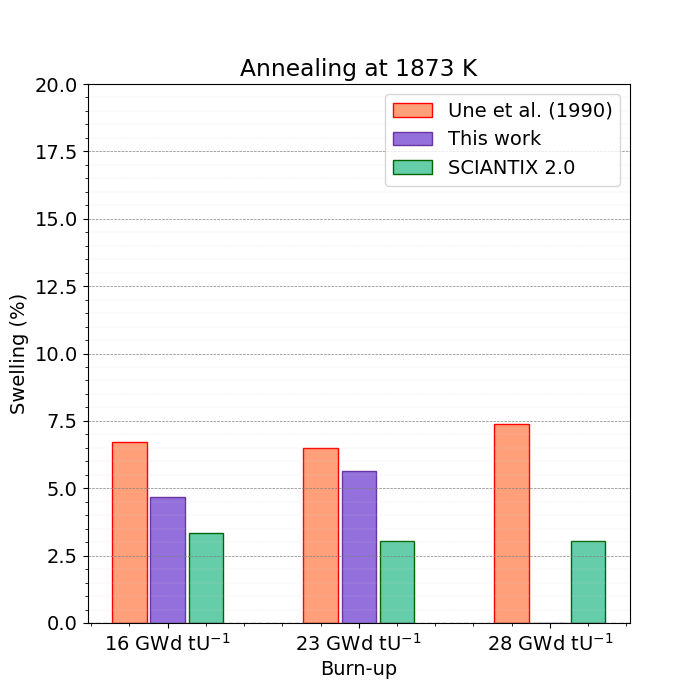 Annealing at 1873 K
20.0
17.5
15.0
12.5
10.0
7.5
5.0
2.5
0.0
Swelling (%)
Une et al. (1990)
This work
SCIANTIX 2.0
16 GWd tU⁻¹
23 GWd tU⁻¹
28 GWd tU⁻¹
Burn-up